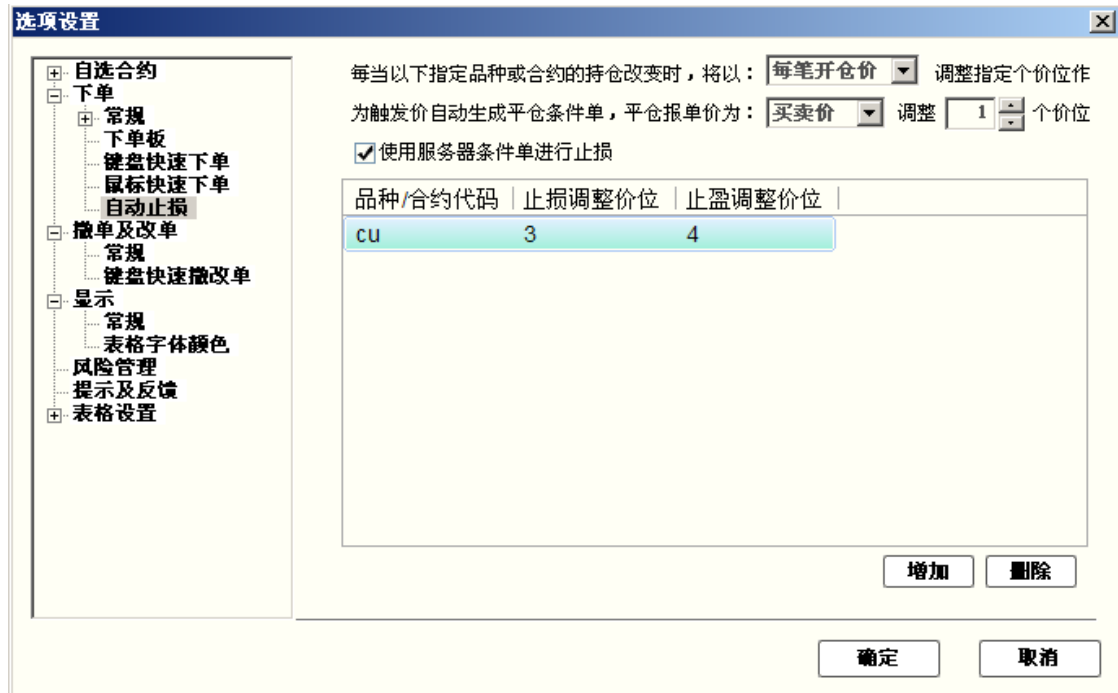 选项设置
自选合约
下单
常规
下单板
键盘快速下单
鼠标快速下单
自动止损
撤单及改单
常规
键盘快速撤改单
显示
常规
表格字体颜色
风险管理
提示及反馈
表格设置
每当以下指定品种或合约的持仓改变时，将以： 每笔开仓价 调整指定个价位作
为触发价自动生成平仓条件单，平仓报单价为： 买卖价 调整 1 个价位
使用服务器条件单进行止损
品种/合约代码 止损调整价位 止盈调整价位
cu 3 4
增加 删除
确定 取消